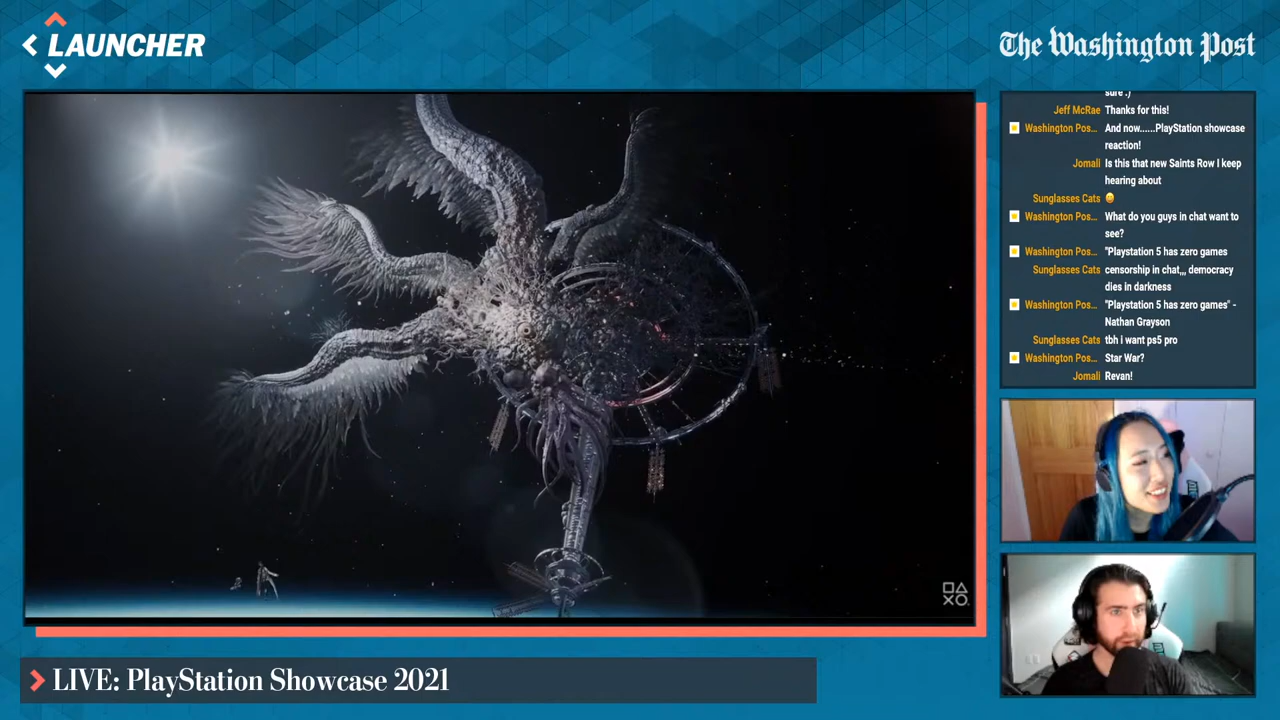 LAUNCHER
The Washington Post
sure :)
Jeff McRae Thanks for this!
Washington Pos... And now......PlayStation showcase
reaction!
Jomali Is this that new Saints Row I keep
hearing about
Sunglasses Cats
Washington Pos... What do you guys in chat want to
see?
Washington Pos... "Playstation 5 has zero games
Sunglasses Cats censorship in chat,,, democracy
dies in darkness
Washington Pos... "Playstation 5 has zero games" -
Nathan Grayson
Sunglasses Cats tbh i want ps5 pro
Washington Pos... Star War?
Jomali Revan!
LIVE: PlayStation Showcase 2021